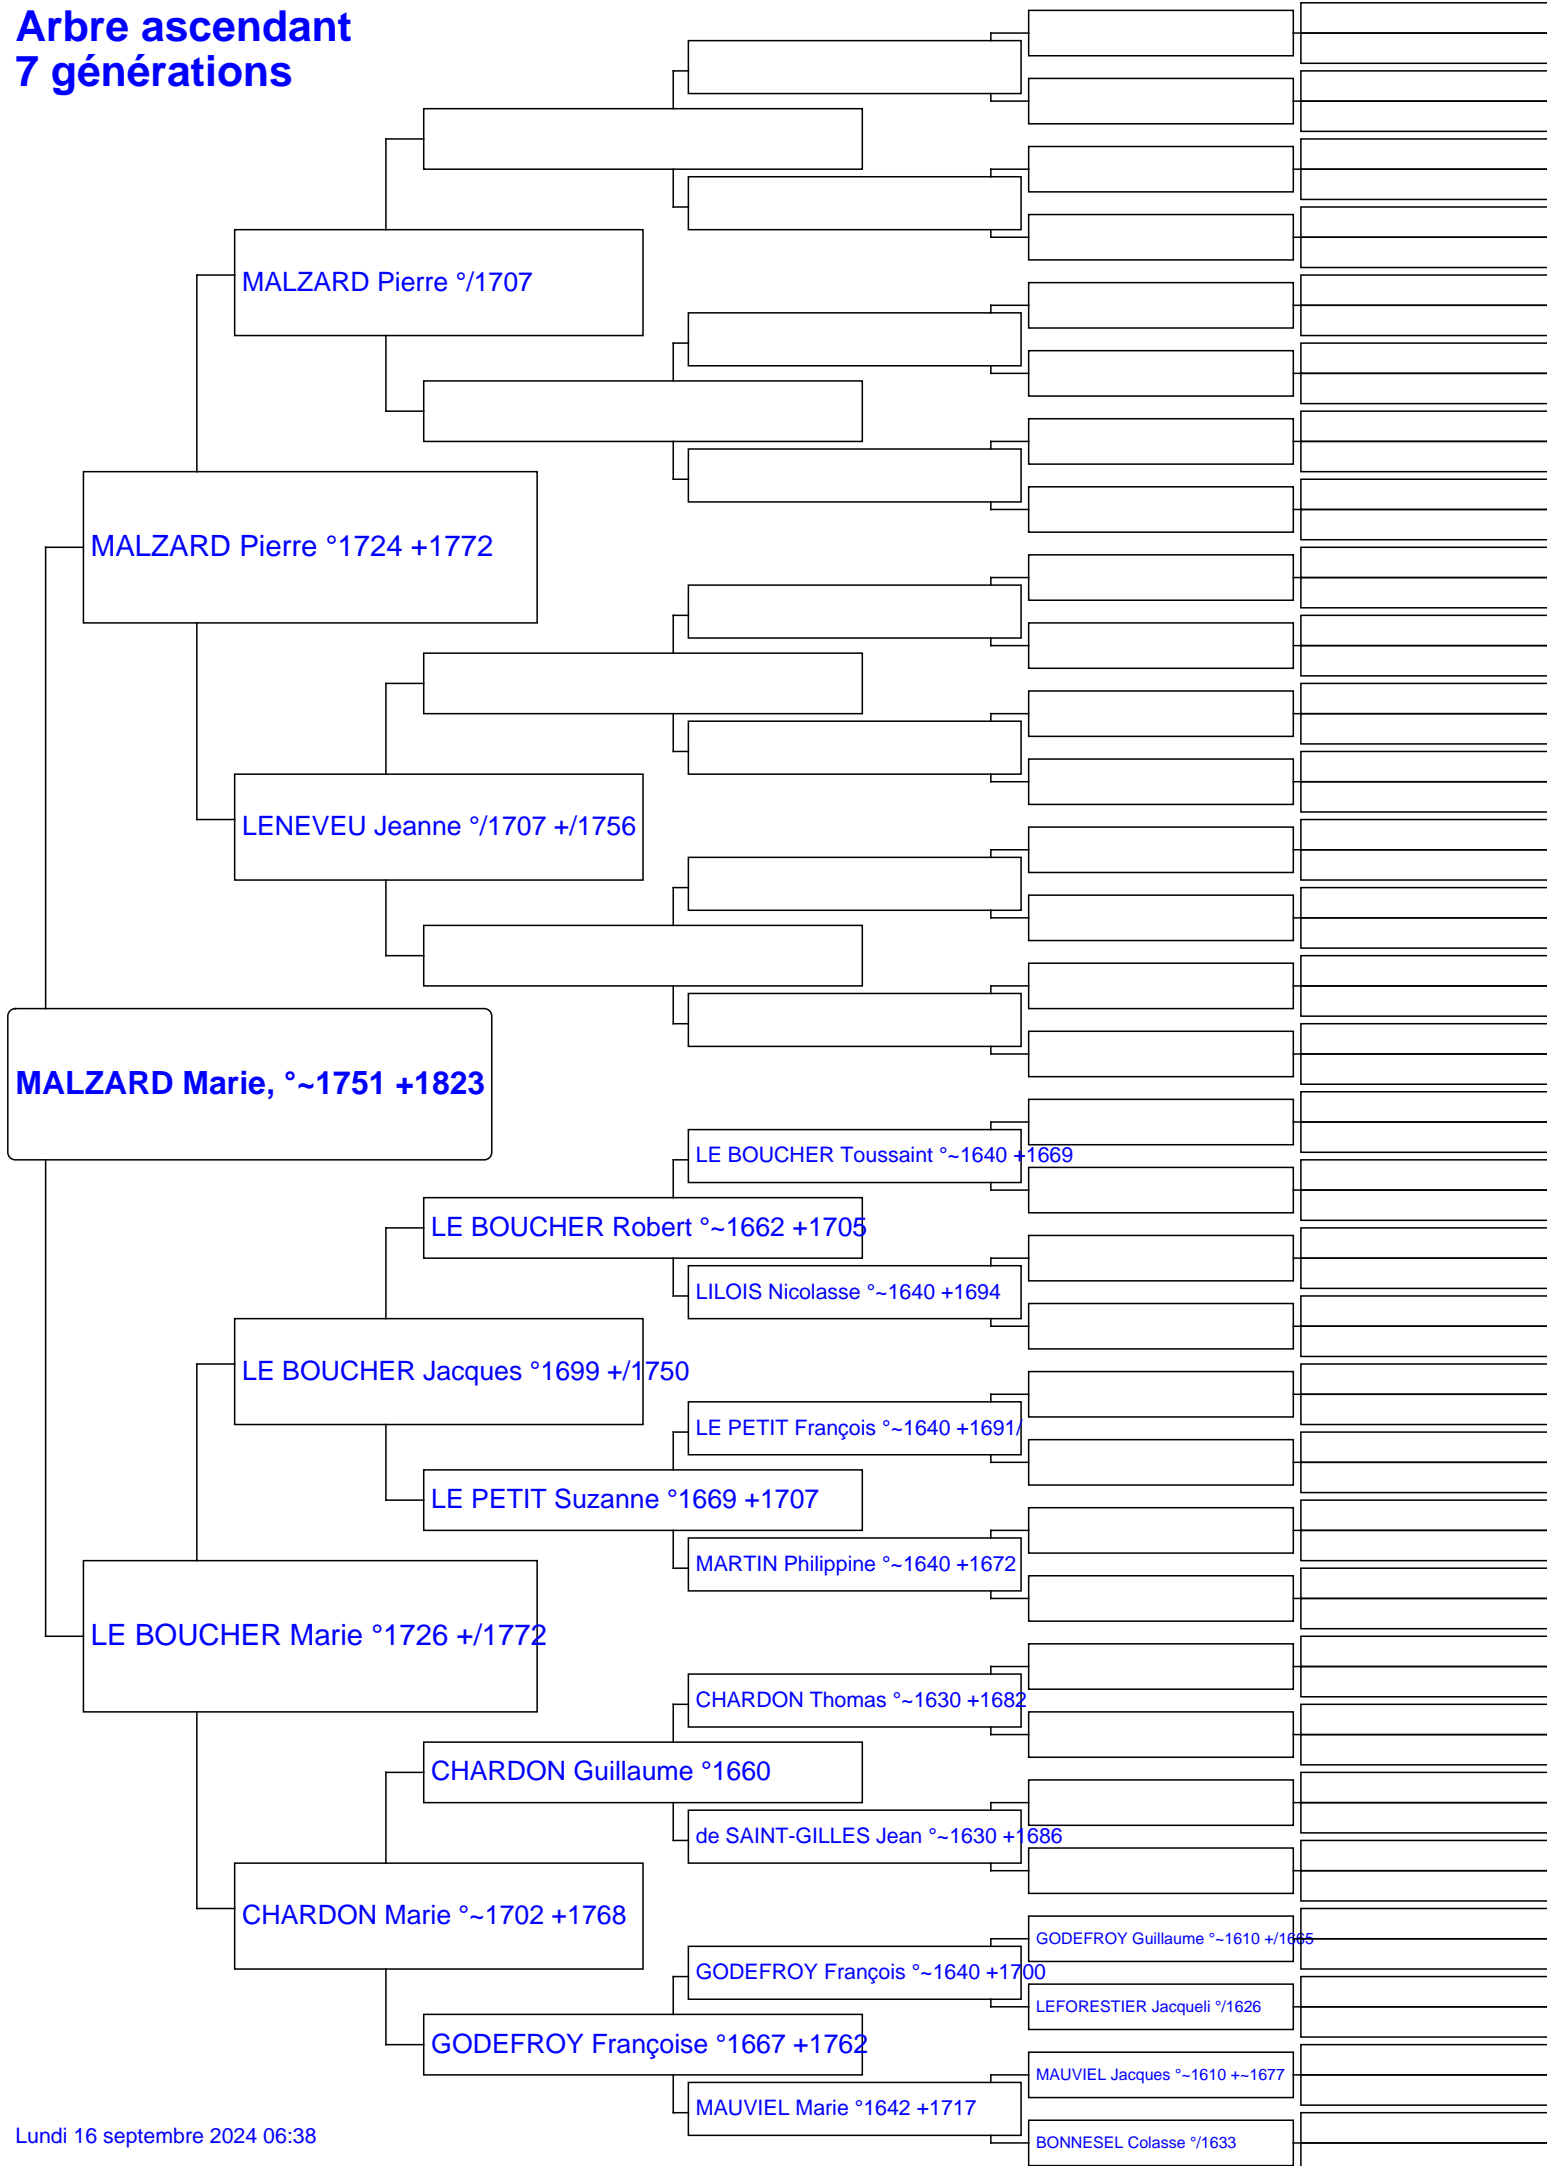 Arbre ascendant
7 générations
MALZARD Pierre °/1707
MALZARD Pierre °1724 +1772
LENEVEU Jeanne °/1707 +/1756
MALZARD Marie, °~1751 +1823
LE BOUCHER Toussaint °~1640 +1669
LE BOUCHER Robert °~1662 +1705
LILOIS Nicolasse °~1640 +1694
LE BOUCHER Jacques °1699 +/1750
LE PETIT François °~1640 +1691/
LE PETIT Suzanne °1669 +1707
MARTIN Philippine °~1640 +1672
LE BOUCHER Marie °1726 +/1772
CHARDON Thomas °~1630 +1682
CHARDON Guillaume °1660
de SAINT-GILLES Jean °~1630 +1686
CHARDON Marie °~1702 +1768
GODEFROY Guillaume °~1610 +/1665
GODEFROY François °~1640 +1700
LEFORESTIER Jacqueli °/1626
GODEFROY Françoise °1667 +1762
MAUVIEL Jacques °~1610 +~1677
MAUVIEL Marie °1642 +1717
BONNESEL Colasse °/1633
Lundi 16 septembre 2024 06:38